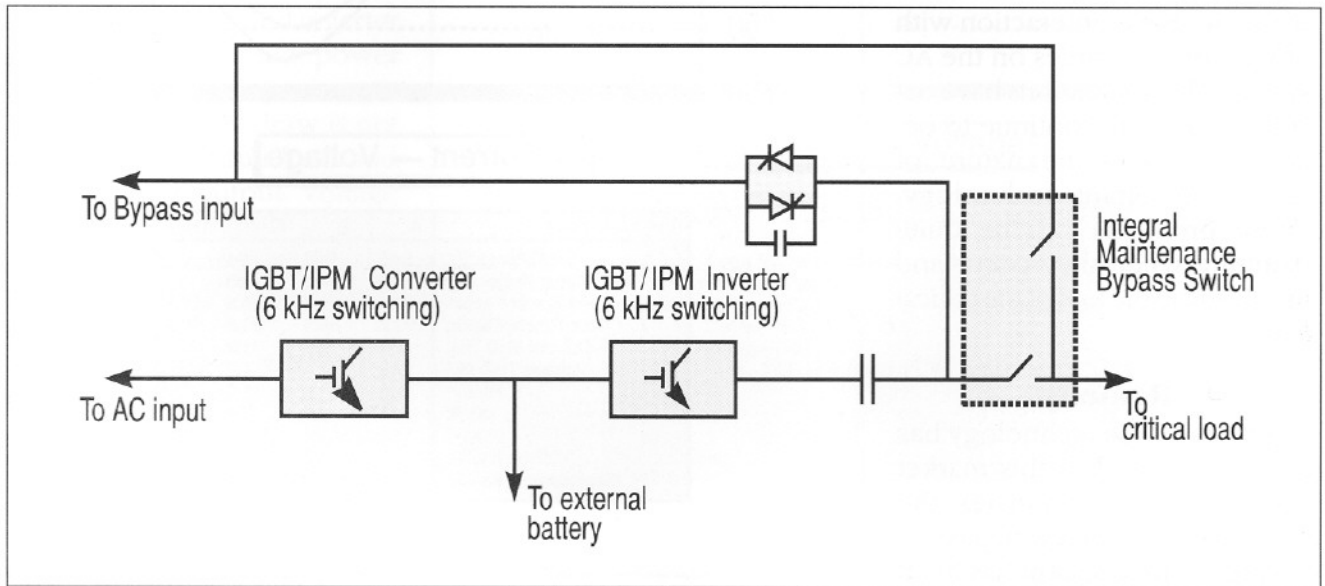 To Bypass input
IGBT/IPM Converter
(6 kHz switching)
IGBT/IPM Inverter
(6 kHz switching)
Integral
Maintenance
Bypass Switch
To AC input
To external
battery
To
critical load